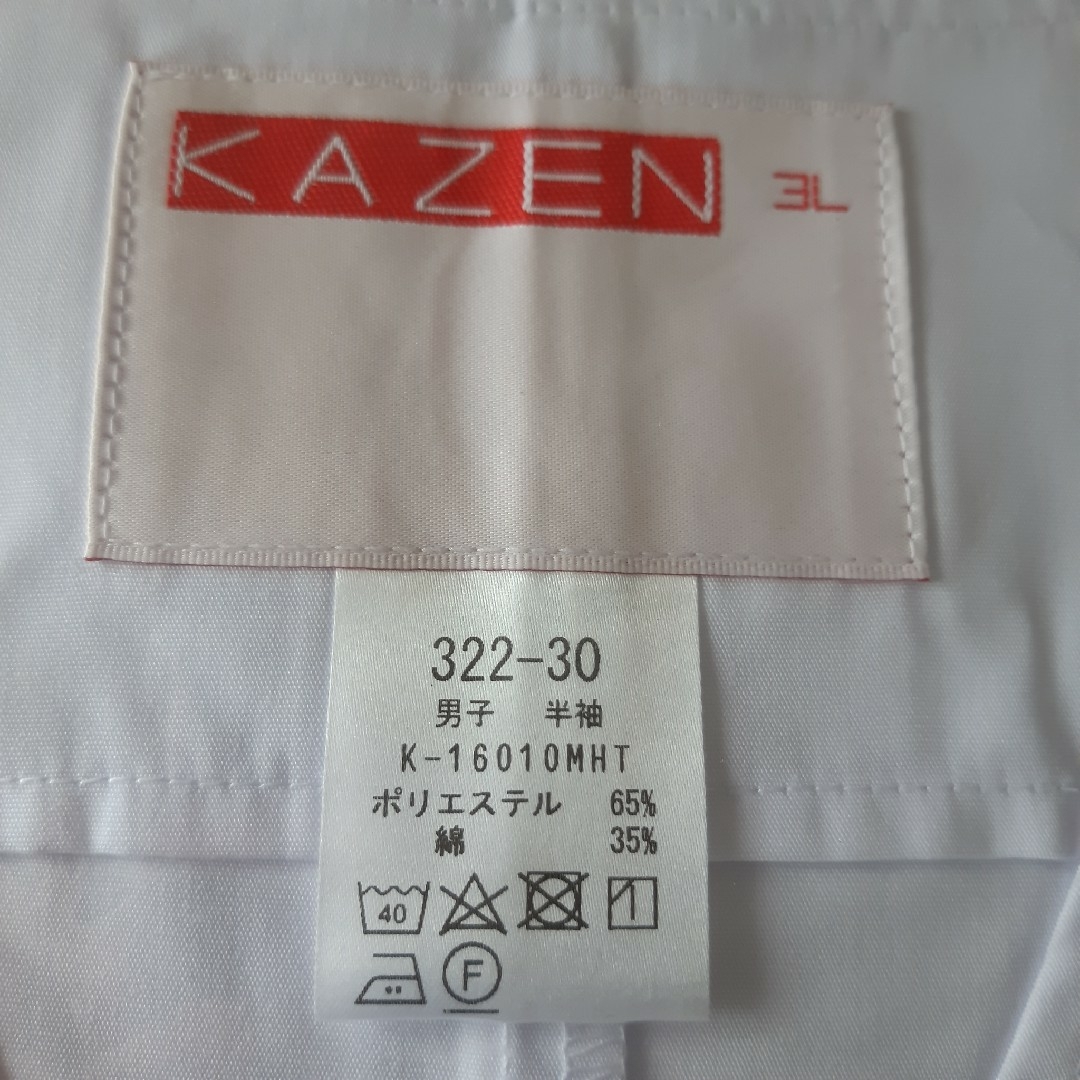 KAZEN 3L
322-30
男子 半袖
K-16010MHT
ポリエステル 65%
綿 35%
40
F